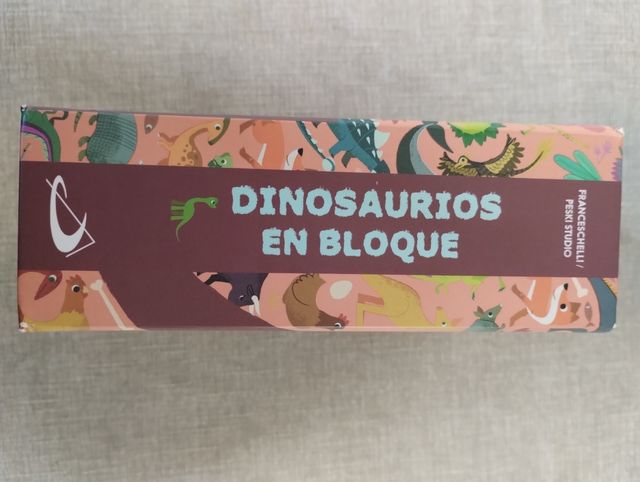 DINOSAURIOS
EN BLOQUE
FRANCESCHELLI /
PESKI STUDIO